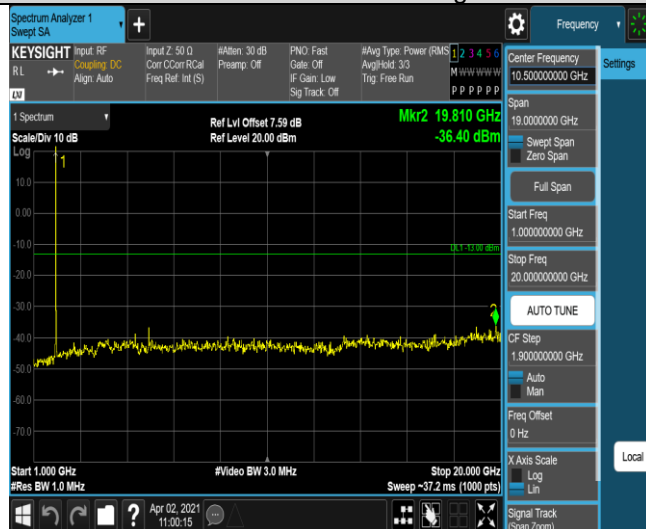 Spectrum Analyzer 1
Swept SA
Frequency
KEYSIGHT
RL
LXI
Input: RF
Coupling: DC
Align: Auto
Input Z: 50 Ω
Corr CCorr RCal
Freq Ref: Int (S)
#Atten: 30 dB
Preamp: Off
PNO: Fast
Gate: Off
IF Gain: Low
Sig Track: Off
#Avg Type: Power (RMS
Avg|Hold: 3/3
Trig: Free Run
1 2 3 4 5 6
M W W W W W
P P P P P P
1 Spectrum
Scale/Div 10 dB
Log
Ref Lvl Offset 7.59 dB
Ref Level 20.00 dBm
Mkr2 19.810 GHz
-36.40 dBm
1
10.0
0.00
-10.0
DL1 -13.00 dBm
-20.0
-30.0
2
-40.0
-50.0
-60.0
-70.0
Start 1.000 GHz
#Res BW 1.0 MHz
#Video BW 3.0 MHz
Stop 20.000 GHz
Sweep ~37.2 ms (1000 pts)
?
Apr 02, 2021
11:00:15
Center Frequency
10.500000000 GHz
Span
19.0000000 GHz
Swept Span
Zero Span
Full Span
Start Freq
1.000000000 GHz
Stop Freq
20.000000000 GHz
AUTO TUNE
CF Step
1.900000000 GHz
Auto
Man
Freq Offset
0 Hz
X Axis Scale
Log
Lin
Signal Track
(Span Zoom)
Settings
Local